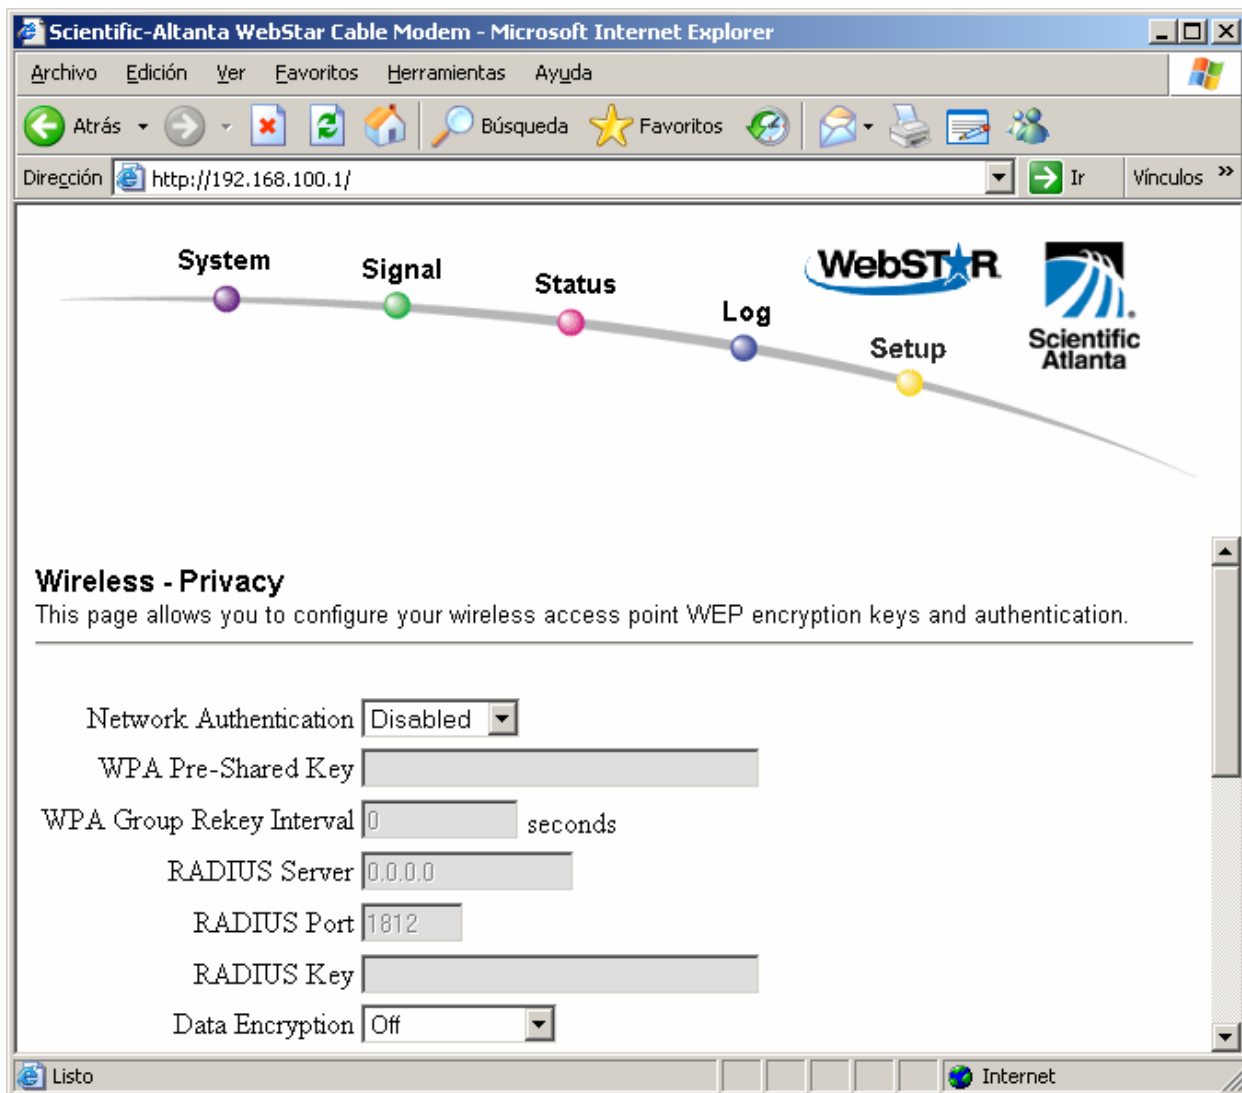 Scientific-Altanta WebStar Cable Modem - Microsoft Internet Explorer
Archivo Edición Ver Favoritos Herramientas Ayuda
Atrás Búsqueda Favoritos
Dirección http://192.168.100.1/ Ir Vínculos »
System
Signal
Status
Log
Setup
WebSTAR
Scientific
Atlanta
Wireless - Privacy
This page allows you to configure your wireless access point WEP encryption keys and authentication.
Network Authentication Disabled
WPA Pre-Shared Key
WPA Group Rekey Interval 0 seconds
RADIUS Server 0.0.0.0
RADIUS Port 1812
RADIUS Key
Data Encryption Off
Listo Internet